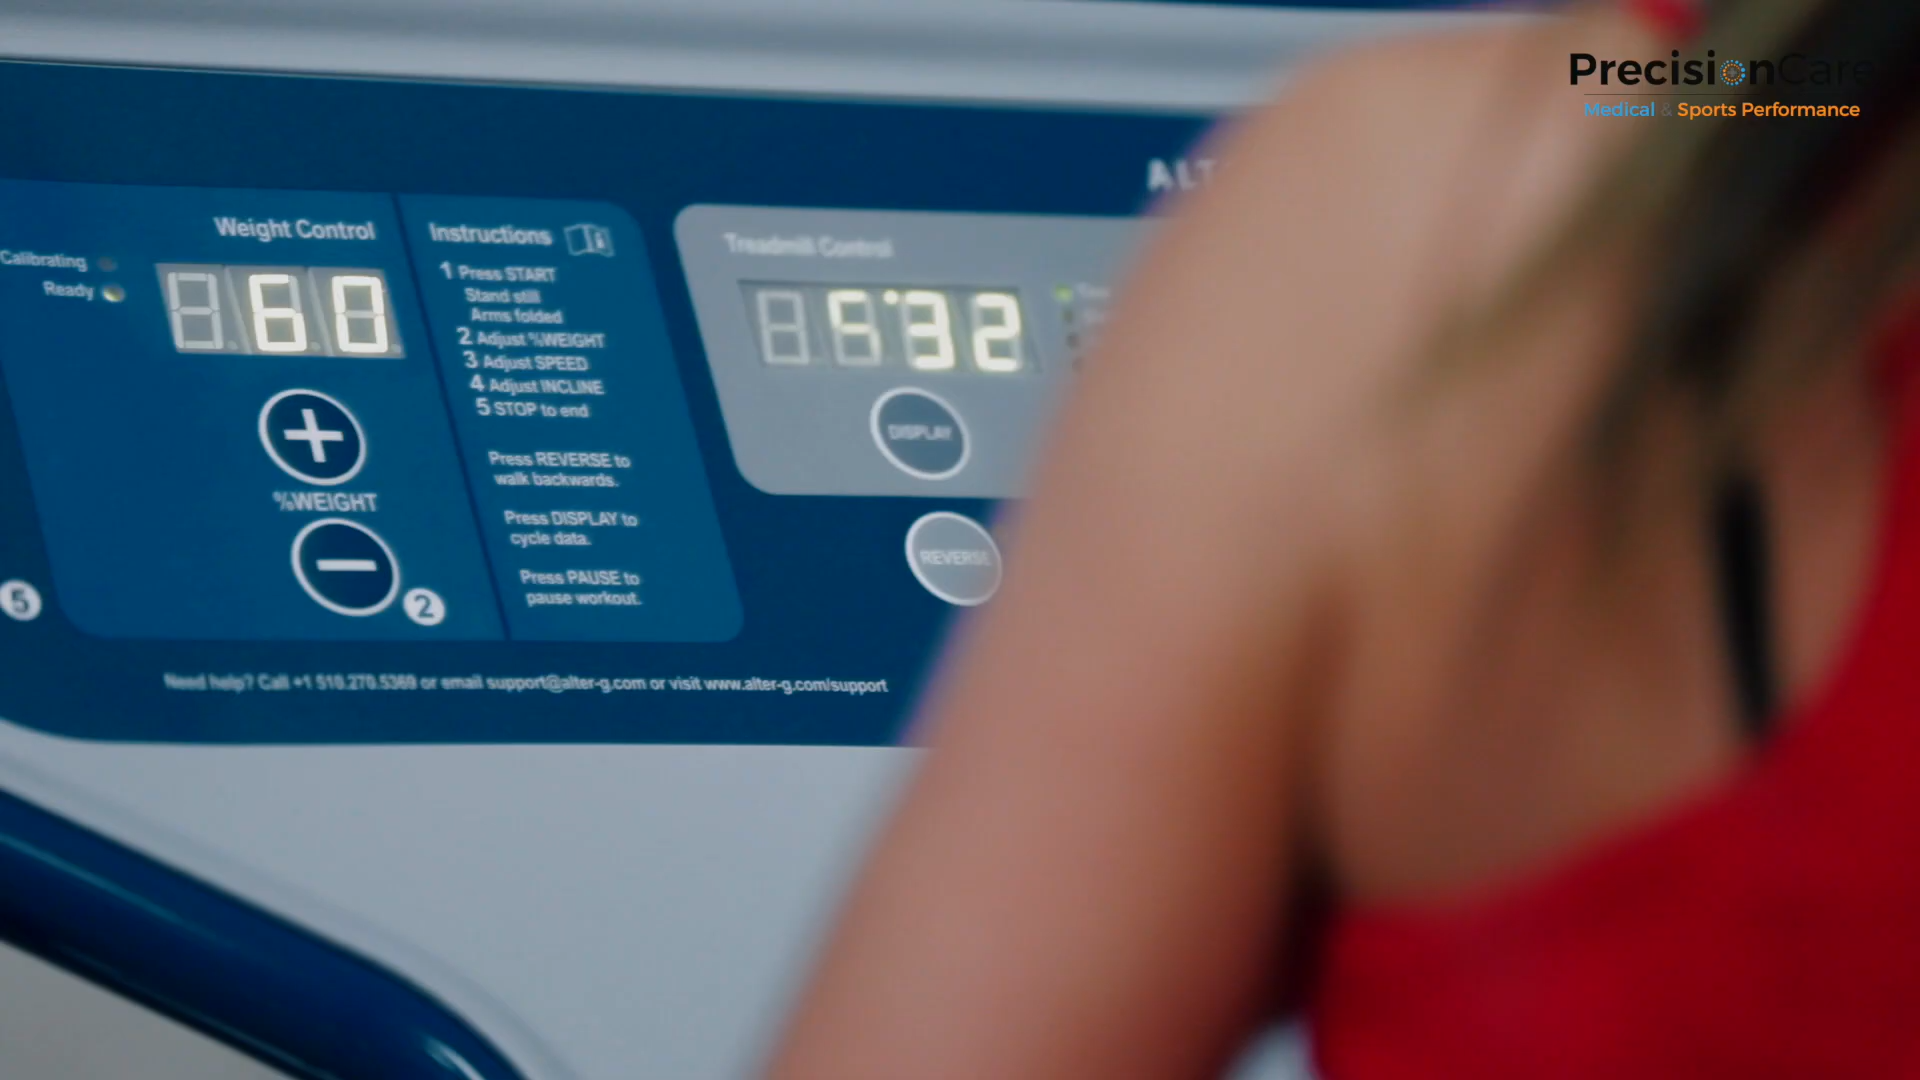 PrecisionCare
Medical & Sports Performance
ALT
Weight Control
Calibrating
Ready
60
%WEIGHT
2
5
Instructions
1 Press START
Stand still
Arms folded
2 Adjust %WEIGHT
3 Adjust SPEED
4 Adjust INCLINE
5 STOP to end
Press REVERSE to
walk backwards.
Press DISPLAY to
cycle data.
Press PAUSE to
pause workout.
Treadmill Control
5:32
DISPLAY
REVERSE
Need help? Call +1 510.270.5369 or email support@alter-g.com or visit www.alter-g.com/support